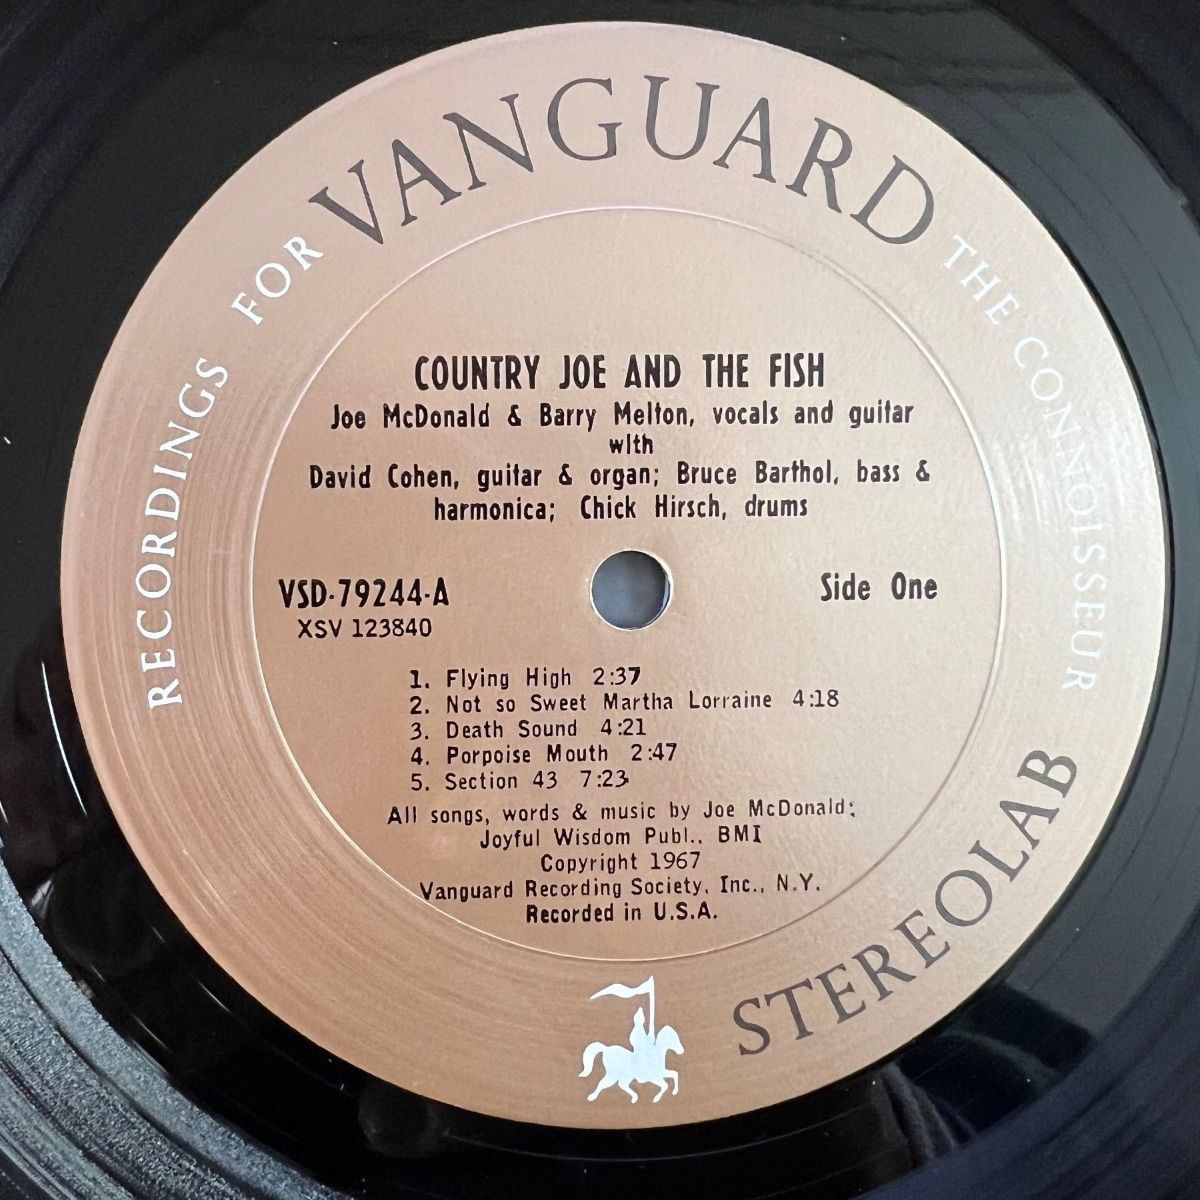 RECORDINGS FOR VANGUARD THE CONNOISSEUR
STEREOLAB
COUNTRY JOE AND THE FISH
Joe McDonald & Barry Melton, vocals and guitar
with
David Cohen, guitar & organ; Bruce Barthol, bass &
harmonica; Chick Hirsch, drums
VSD-79244-A
XSV 123840
Side One
1. Flying High 2:37
2. Not so Sweet Martha Lorraine 4:18
3. Death Sound 4:21
4. Porpoise Mouth 2:47
5. Section 43 7:23
All songs, words & music by Joe McDonald;
Joyful Wisdom Publ., BMI
Copyright 1967
Vanguard Recording Society, Inc., N.Y.
Recorded in U.S.A.